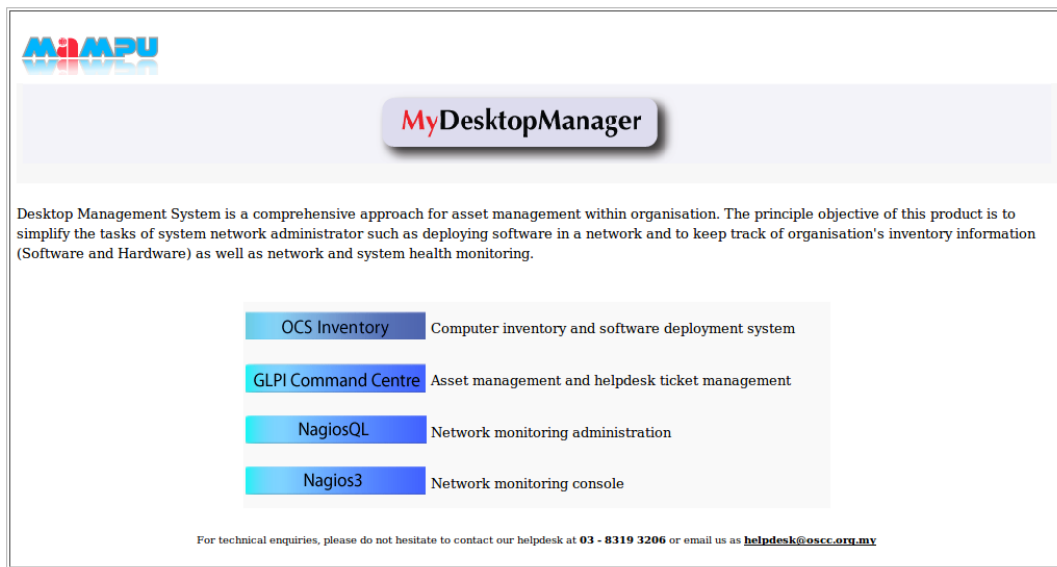 MAMPU
MyDesktopManager
Desktop Management System is a comprehensive approach for asset management within organisation. The principle objective of this product is to
simplify the tasks of system network administrator such as deploying software in a network and to keep track of organisation's inventory information
(Software and Hardware) as well as network and system health monitoring.
OCS Inventory Computer inventory and software deployment system
GLPI Command Centre Asset management and helpdesk ticket management
NagiosQL Network monitoring administration
Nagios3 Network monitoring console
For technical enquiries, please do not hesitate to contact our helpdesk at 03 - 8319 3206 or email us as helpdesk@oscc.org.my